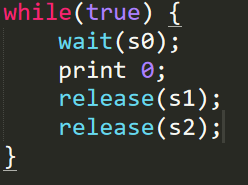 while(true) {
    wait(s0);
    print 0;
    release(s1);
    release(s2);
}